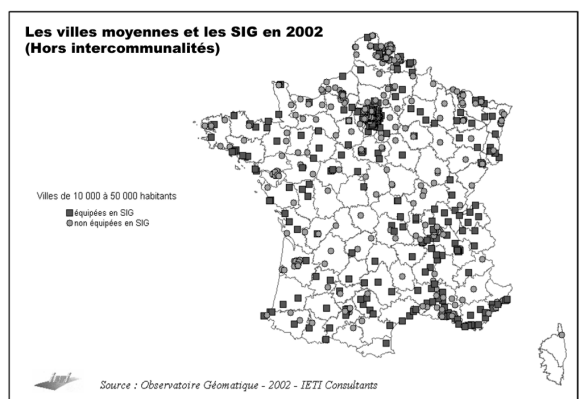 Les villes moyennes et les SIG en 2002
(Hors intercommunalités)
Villes de 10 000 à 50 000 habitants
équipées en SIG
non équipées en SIG
Source : Observatoire Géomatique - 2002 - IETI Consultants